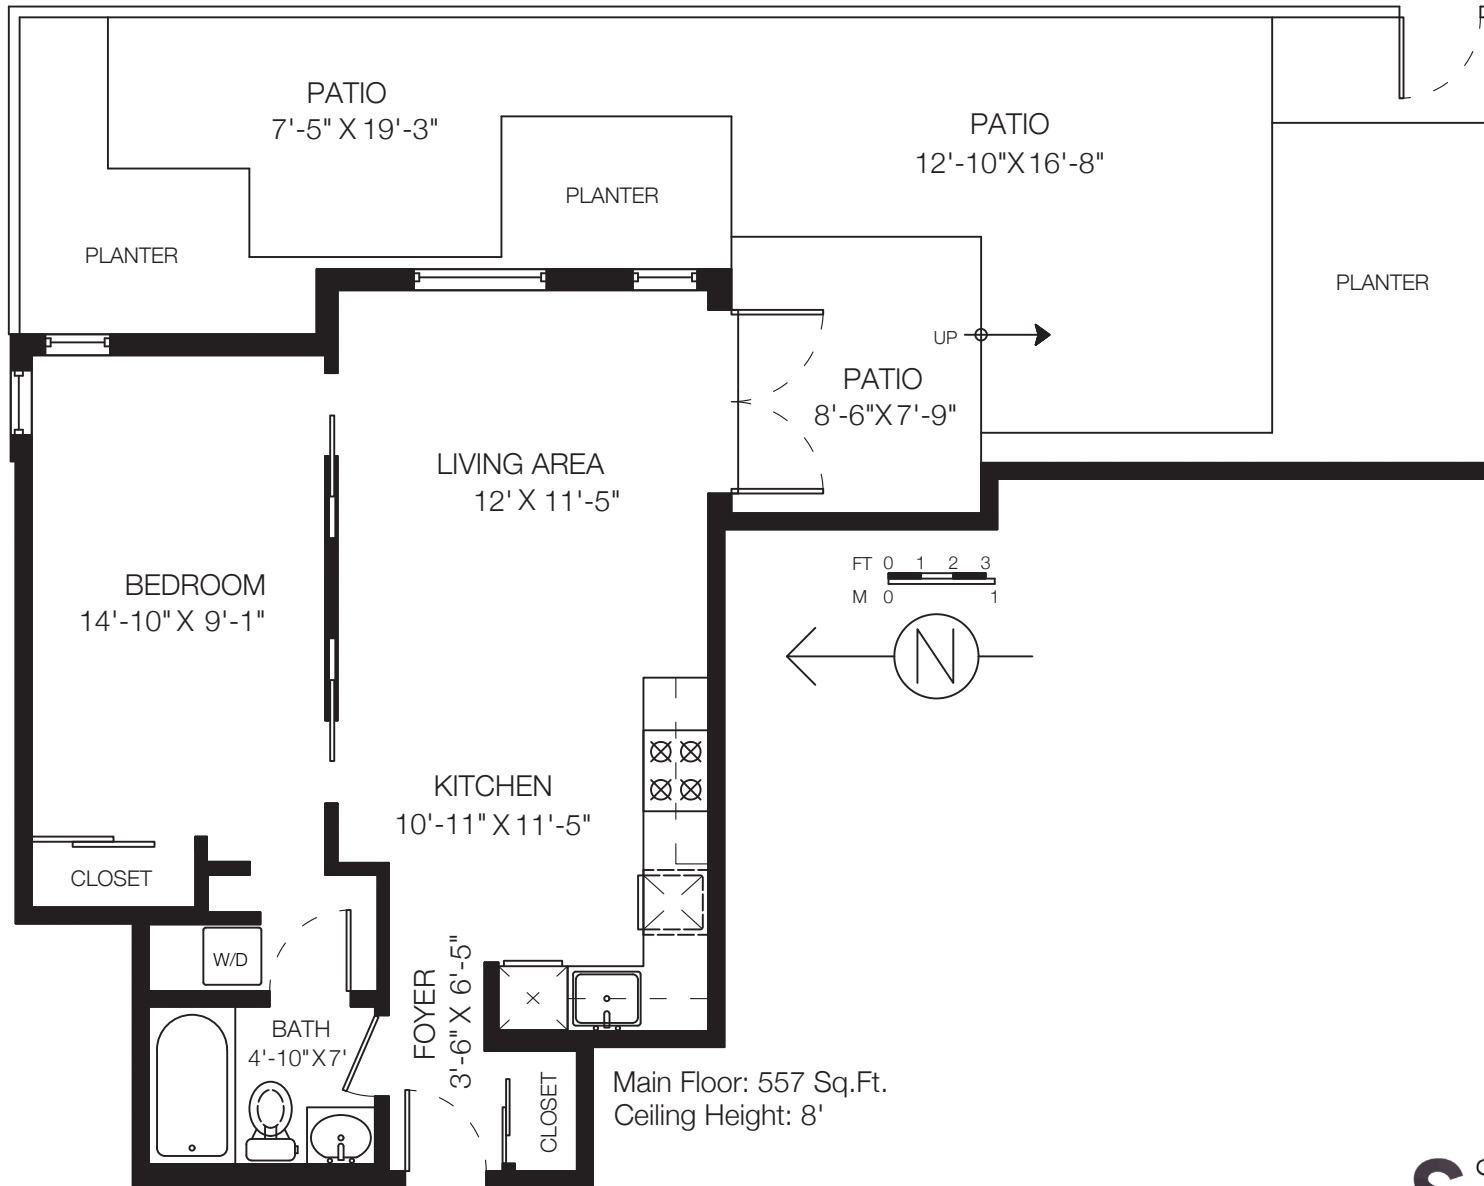 PATIO
7'-5" X 19'-3"
PATIO
12'-10"X 16'-8"
PLANTER
PLANTER
PLANTER
UP
PATIO
8'-6"X 7'-9"
LIVING AREA
12' X 11'-5"
FT 0 1 2 3
M 0 1
N
BEDROOM
14'-10" X 9'-1"
KITCHEN
10'-11" X 11'-5"
CLOSET
W/D
FOYER
3'-6" X 6'-5"
BATH
4'-10"X 7'
CLOSET
Main Floor: 557 Sq.Ft.
Ceiling Height: 8'
S